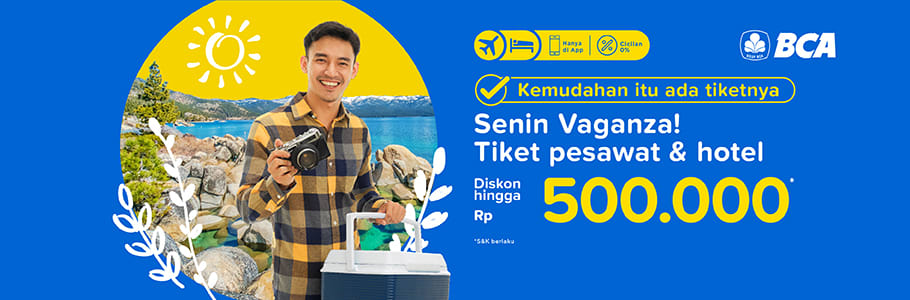 Hanya
di App
Cicilan
0%
BCA
Kemudahan itu ada tiketnya
Senin Vaganza!
Tiket pesawat & hotel
Diskon
hingga
Rp
500.000*
*S&K berlaku